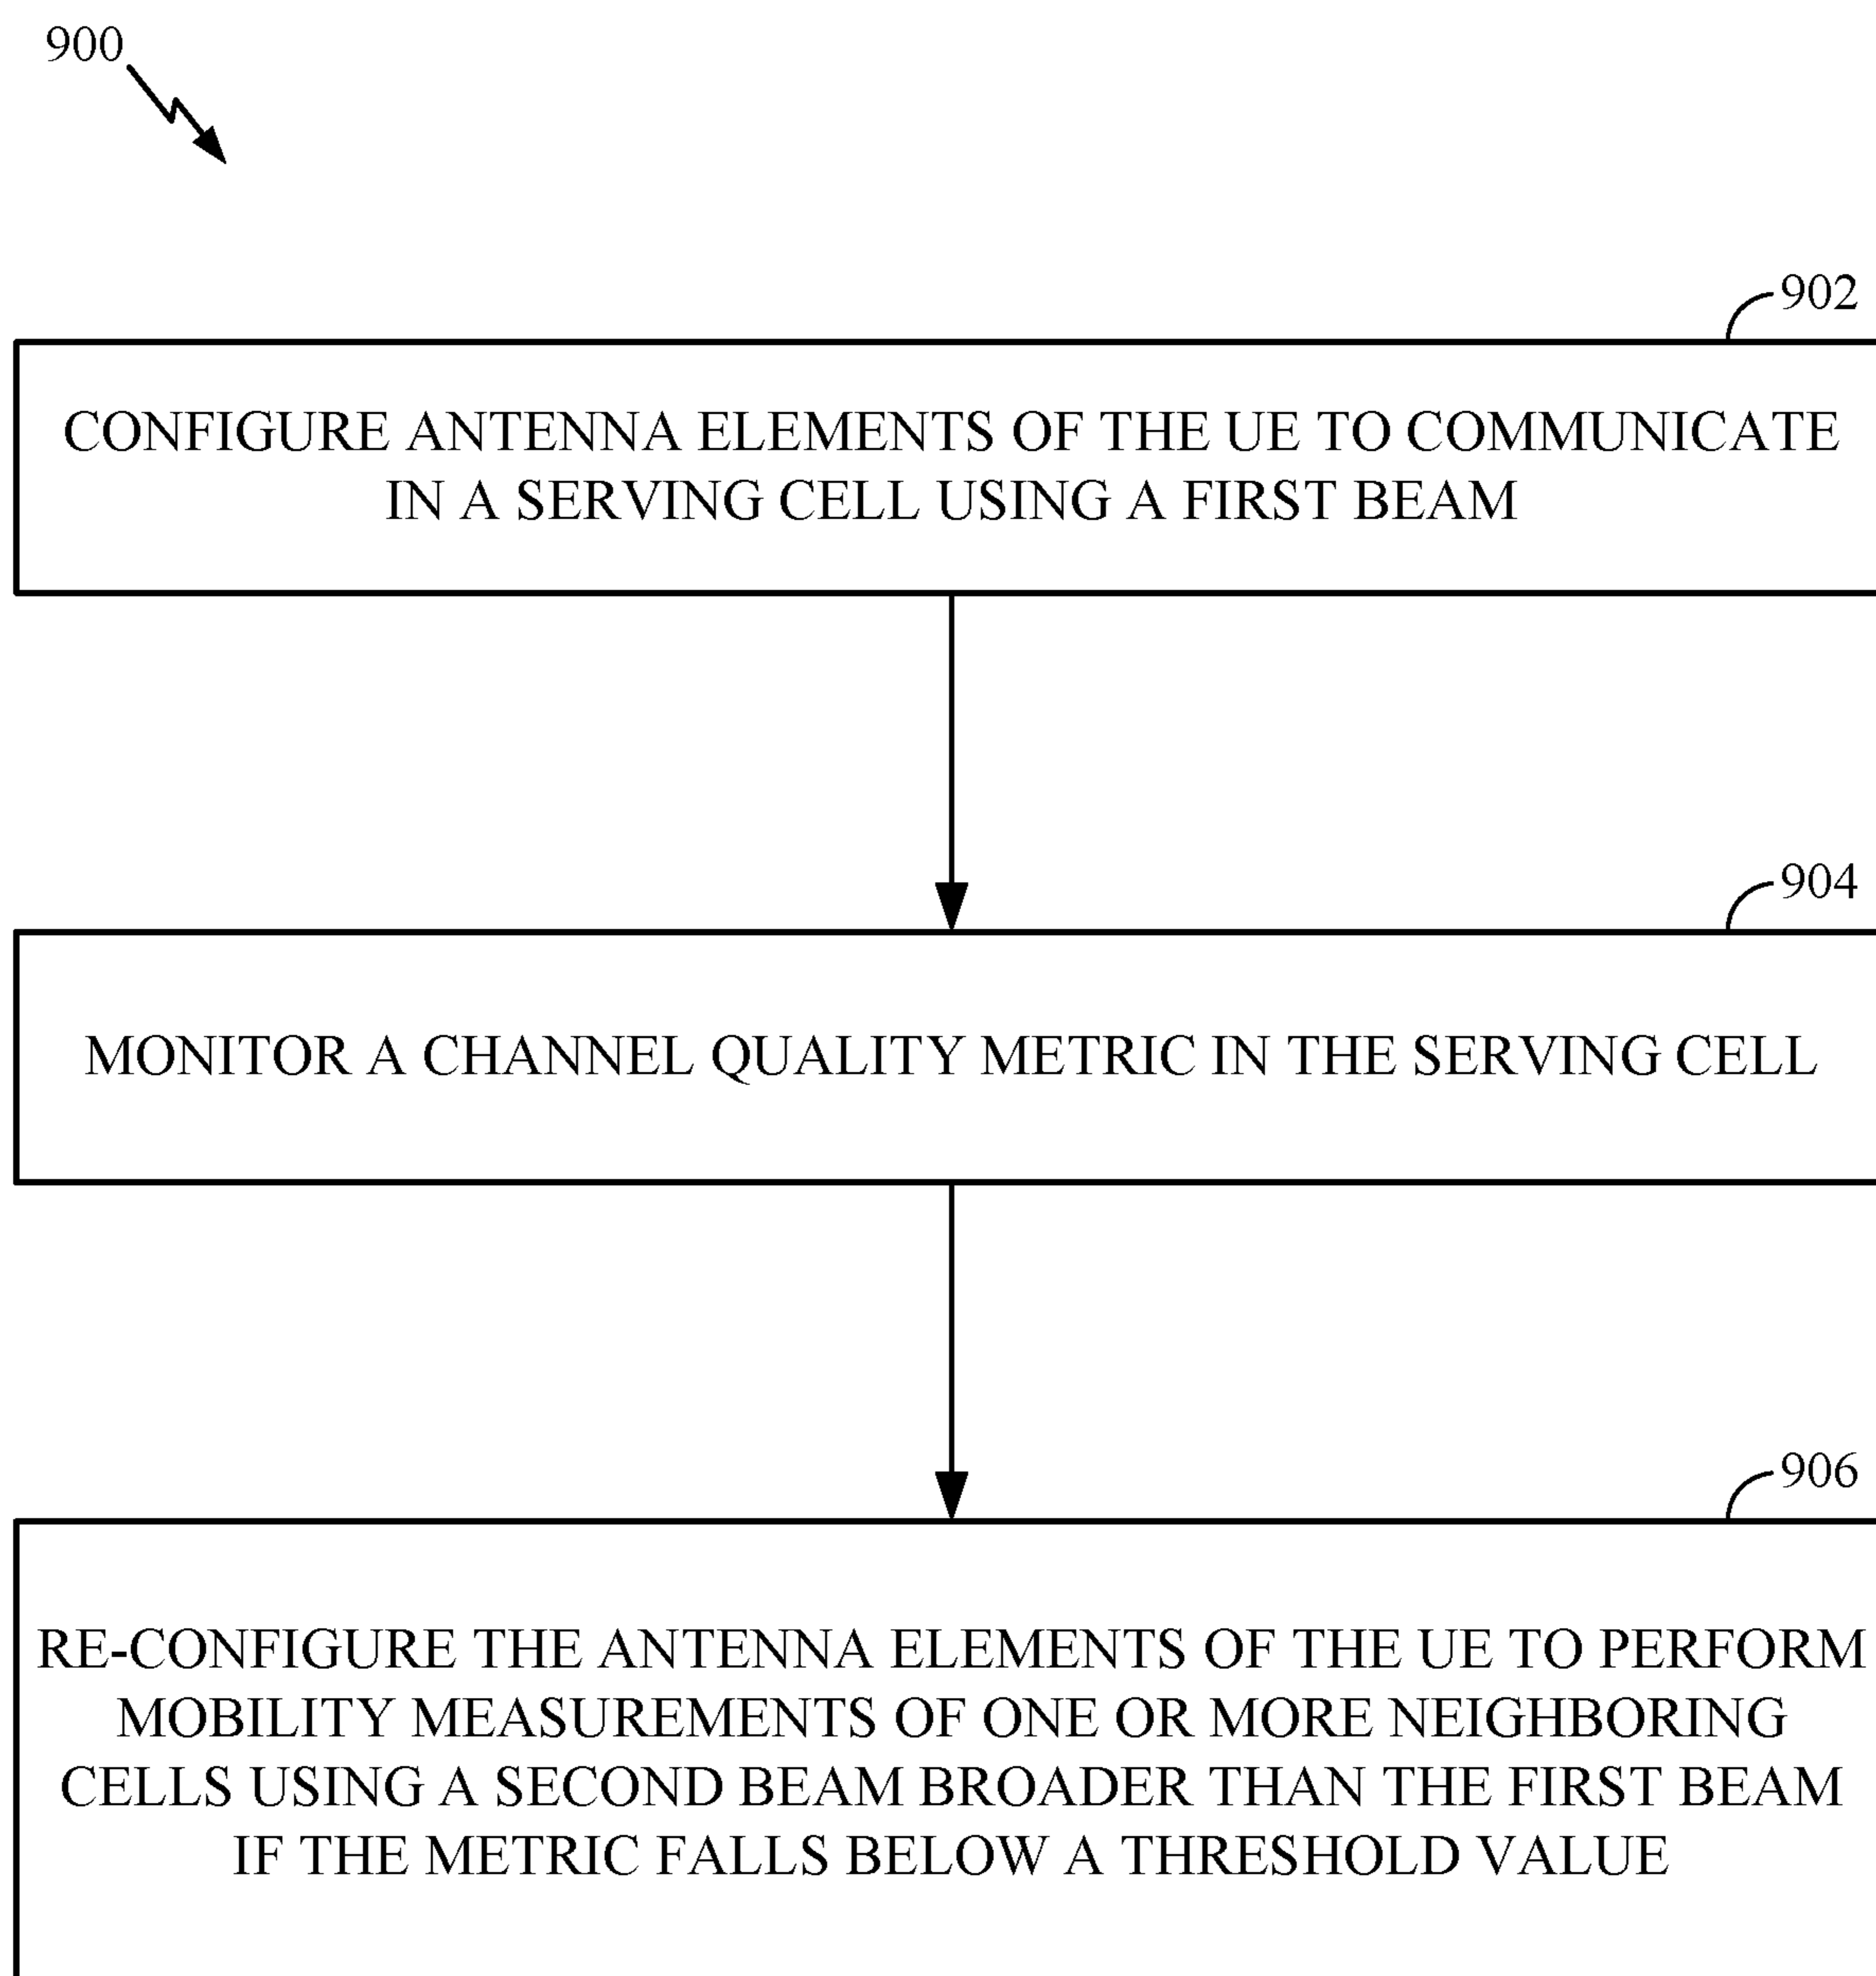 900
902
CONFIGURE ANTENNA ELEMENTS OF THE UE TO COMMUNICATE
IN A SERVING CELL USING A FIRST BEAM
904
MONITOR A CHANNEL QUALITY METRIC IN THE SERVING CELL
906
RE-CONFIGURE THE ANTENNA ELEMENTS OF THE UE TO PERFORM
MOBILITY MEASUREMENTS OF ONE OR MORE NEIGHBORING
CELLS USING A SECOND BEAM BROADER THAN THE FIRST BEAM
IF THE METRIC FALLS BELOW A THRESHOLD VALUE